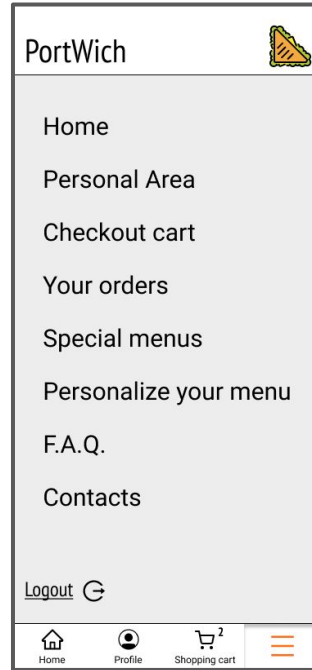 PortWich
Home
Personal Area
Checkout cart
Your orders
Special menus
Personalize your menu
F.A.Q.
Contacts
Logout
2
Home Profile Shopping cart